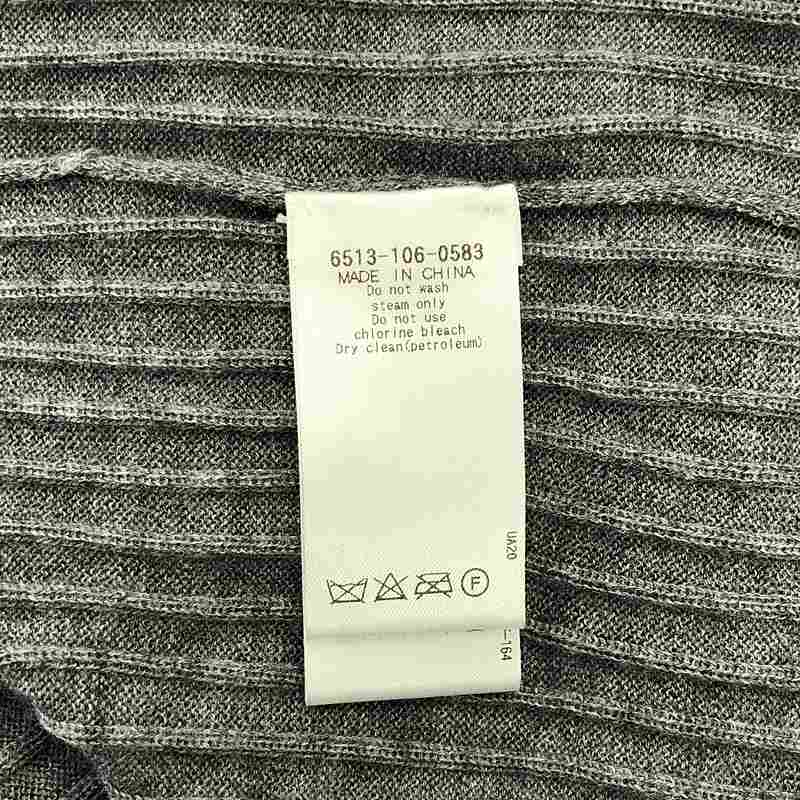 6513-106-0583
MADE IN CHINA
Do not wash
steam only
Do not use
chlorine bleach
Dry clean(petroleum)
UA20
F
-164